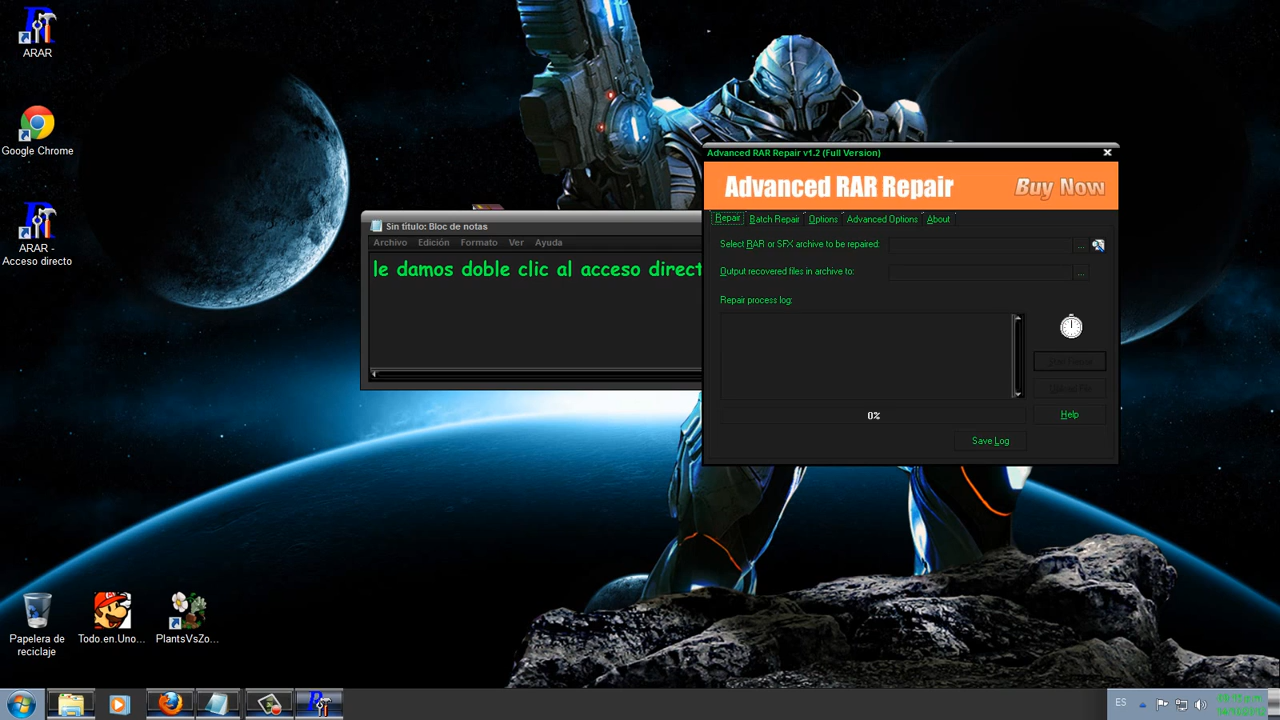 ARAR
Google Chrome
ARAR -
Acceso directo
Sin título: Bloc de notas
Archivo Edición Formato Ver Ayuda
le damos doble clic al acceso direct
Advanced RAR Repair v1.2 (Full Version)
Advanced RAR Repair
Buy Now
Repair Batch Repair Options Advanced Options About
Select RAR or SFX archive to be repaired:
...
Output recovered files in archive to:
...
Repair process log:
0%
Help
Save Log
Papelera de
reciclaje
Todo.en.Uno...
PlantsVsZo...
ES